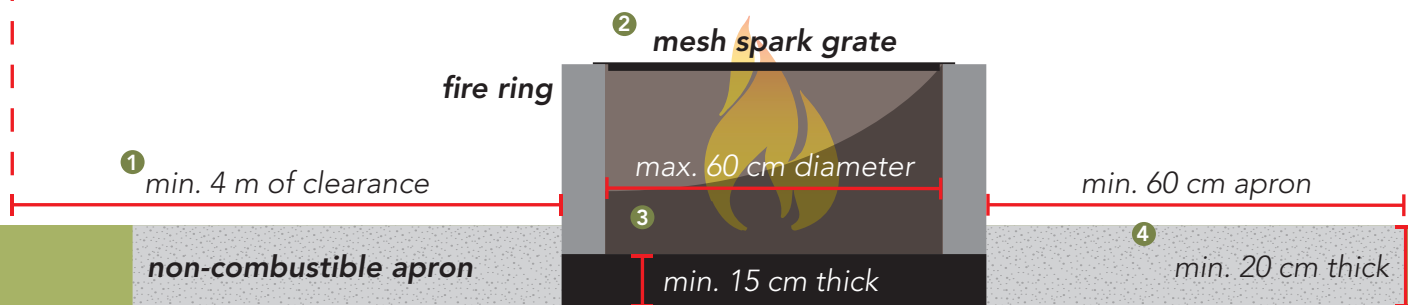 2 mesh spark grate
fire ring
1 min. 4 m of clearance
max. 60 cm diameter
min. 60 cm apron
3
4
non-combustible apron
min. 15 cm thick
min. 20 cm thick